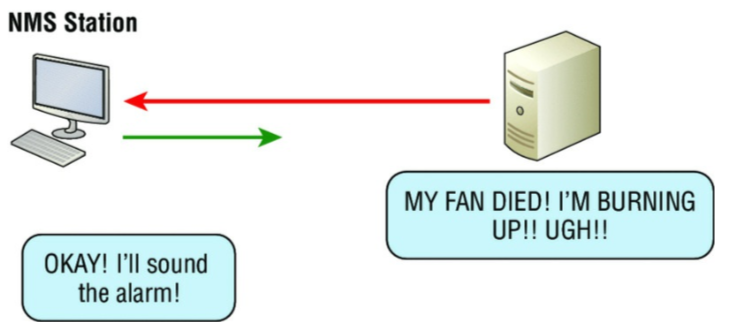 NMS Station
MY FAN DIED! I'M BURNING
UP!! UGH!!
OKAY! I'll sound
the alarm!